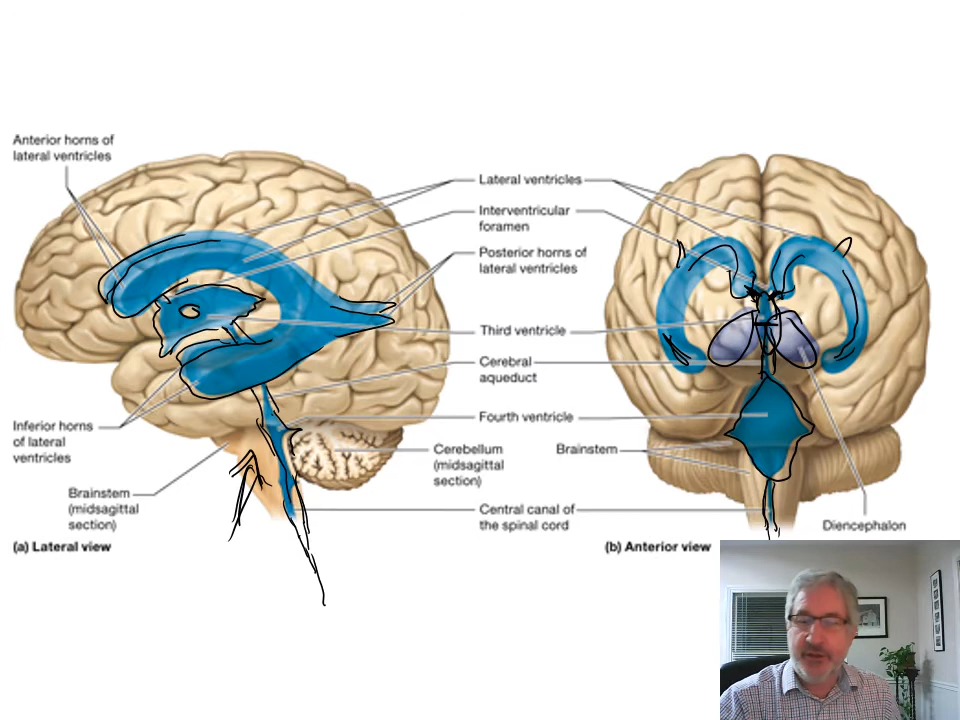 Anterior horns of
lateral ventricles
Lateral ventricles
Interventricular
foramen
Posterior horns of
lateral ventricles
Third ventricle
Cerebral
aqueduct
Fourth ventricle
Inferior horns
of lateral
ventricles
Cerebellum
(midsagittal
section)
Brainstem
Brainstem
(midsagittal
section)
Central canal of
the spinal cord
Diencephalon
(a) Lateral view
(b) Anterior view